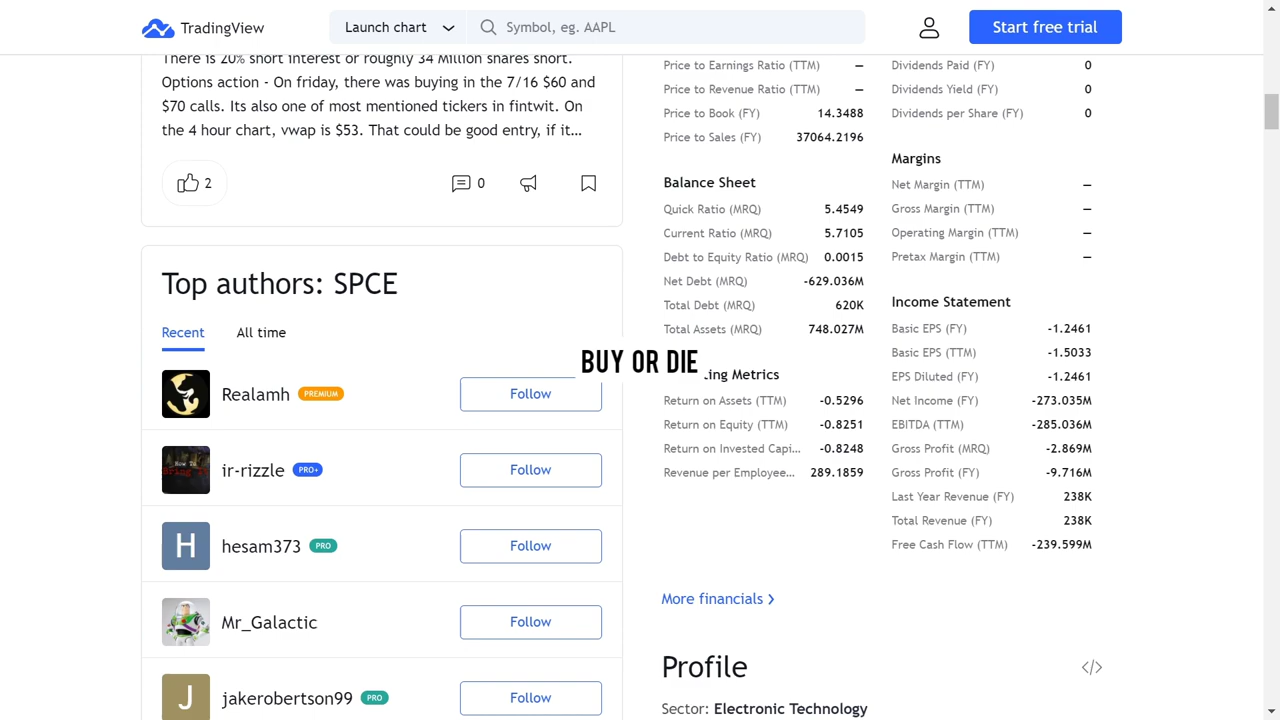 TradingView
Launch chart
Symbol, eg. AAPL
Start free trial
There is 20% short interest or roughly 34 Million shares short.
Options action - On friday, there was buying in the 7/16 $60 and
$70 calls. Its also one of most mentioned tickers in fintwit. On
the 4 hour chart, vwap is $53. That could be good entry, if it...
2
0
Top authors: SPCE
Recent
All time
Realamh PREMIUM
Follow
ir-rizzle PRO+
Follow
H
hesam373 PRO
Follow
Mr_Galactic
Follow
J
jakerobertson99 PRO
Follow
BUY OR DIE
Price to Earnings Ratio (TTM) —
Price to Revenue Ratio (TTM) —
Price to Book (FY) 14.3488
Price to Sales (FY) 37064.2196
Balance Sheet
Quick Ratio (MRQ) 5.4549
Current Ratio (MRQ) 5.7105
Debt to Equity Ratio (MRQ) 0.0015
Net Debt (MRQ) -629.036M
Total Debt (MRQ) 620K
Total Assets (MRQ) 748.027M
ing Metrics
Return on Assets (TTM) -0.5296
Return on Equity (TTM) -0.8251
Return on Invested Capi... -0.8248
Revenue per Employee... 289.1859
Dividends Paid (FY) 0
Dividends Yield (FY) 0
Dividends per Share (FY) 0
Margins
Net Margin (TTM) —
Gross Margin (TTM) —
Operating Margin (TTM) —
Pretax Margin (TTM) —
Income Statement
Basic EPS (FY) -1.2461
Basic EPS (TTM) -1.5033
EPS Diluted (FY) -1.2461
Net Income (FY) -273.035M
EBITDA (TTM) -285.036M
Gross Profit (MRQ) -2.869M
Gross Profit (FY) -9.716M
Last Year Revenue (FY) 238K
Total Revenue (FY) 238K
Free Cash Flow (TTM) -239.599M
More financials
Profile
</>
Sector: Electronic Technology